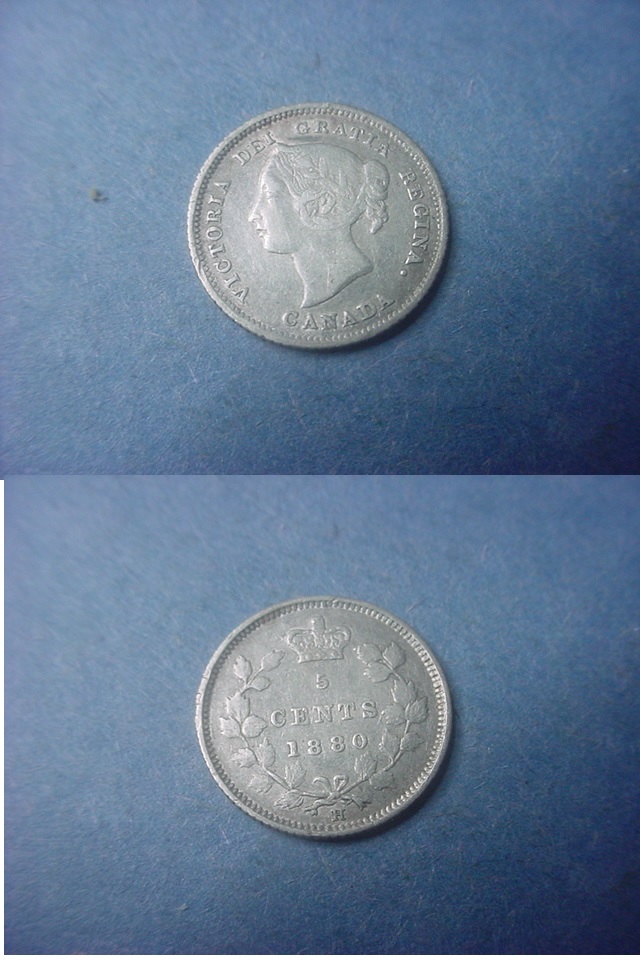 VICTORIA DEI GRATIA REGINA.
CANADA
5
CENTS
1880
H